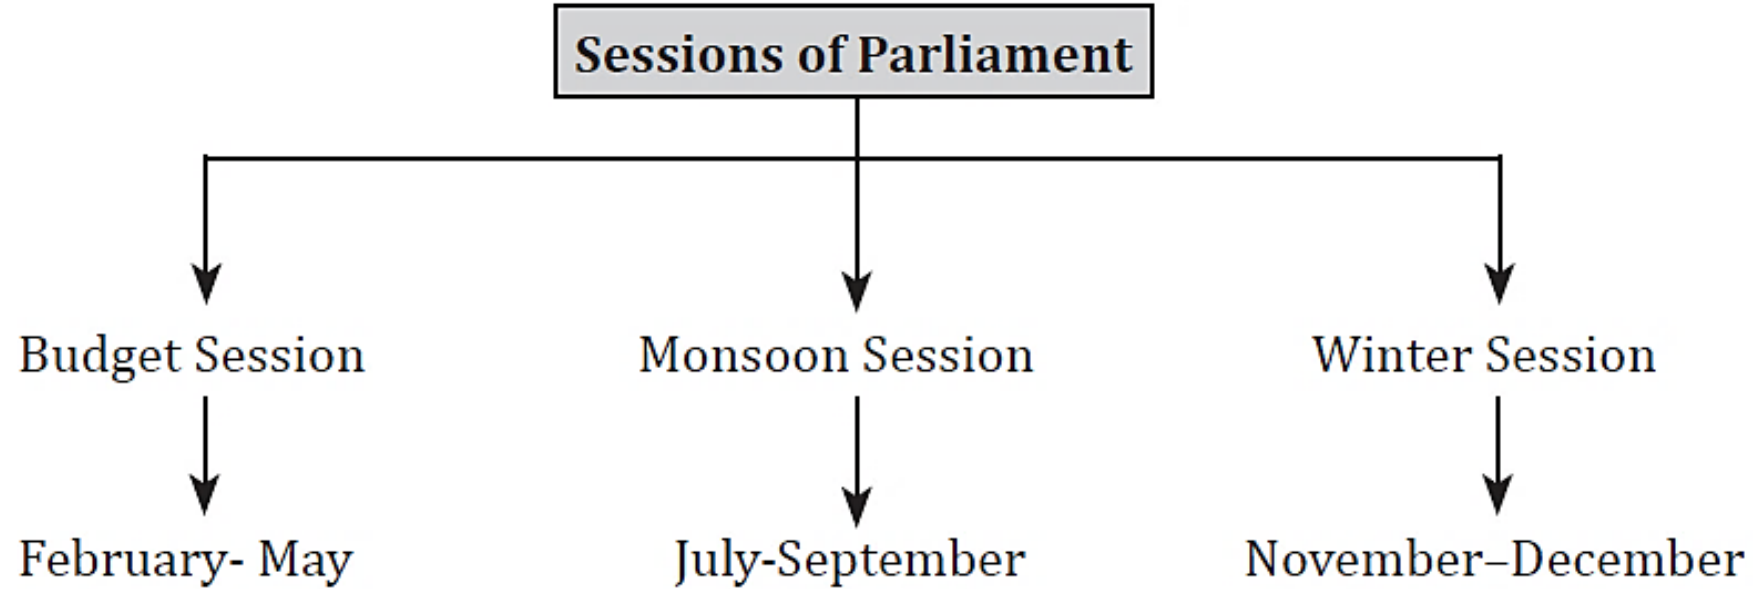 Sessions of Parliament
Budget Session
Monsoon Session
Winter Session
February- May
July-September
November–December